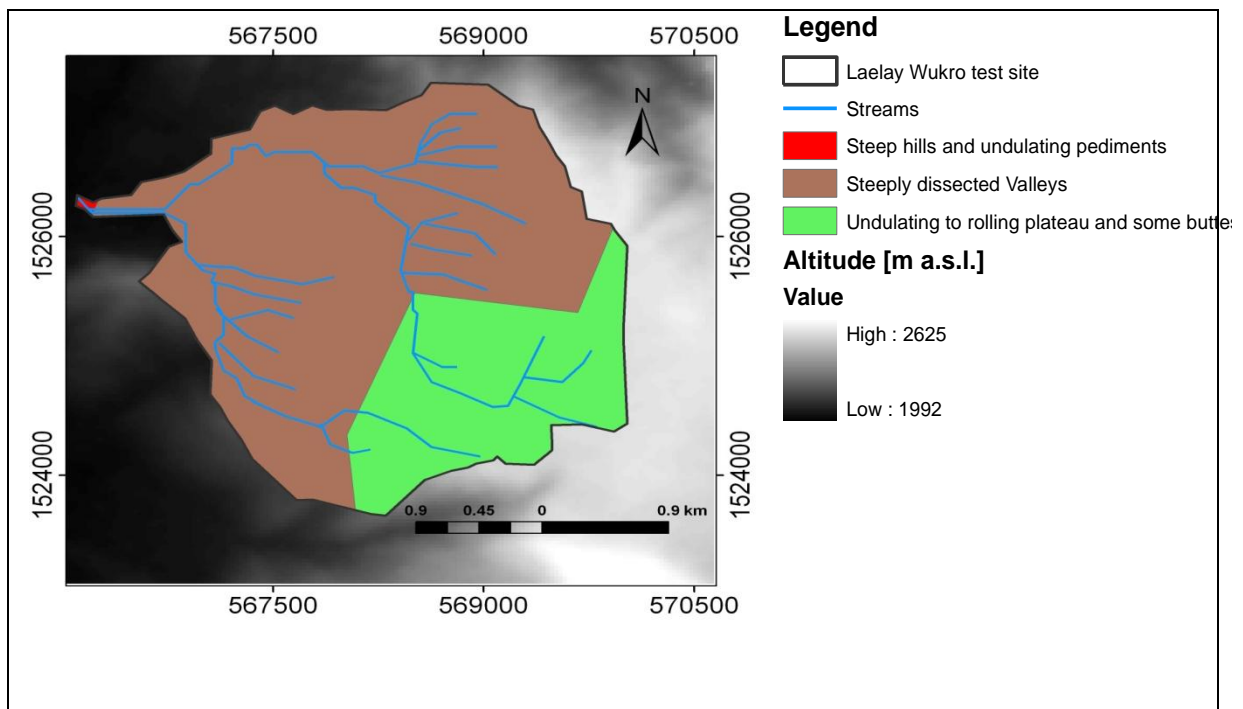 567500 569000 570500
N
1526000 1526000
1524000 1524000
0.9 0.45 0 0.9 km
567500 569000 570500
Legend
Laelay Wukro test site
Streams
Steep hills and undulating pediments
Steeply dissected Valleys
Undulating to rolling plateau and some buttes
Altitude [m a.s.l.]
Value
High : 2625
Low : 1992